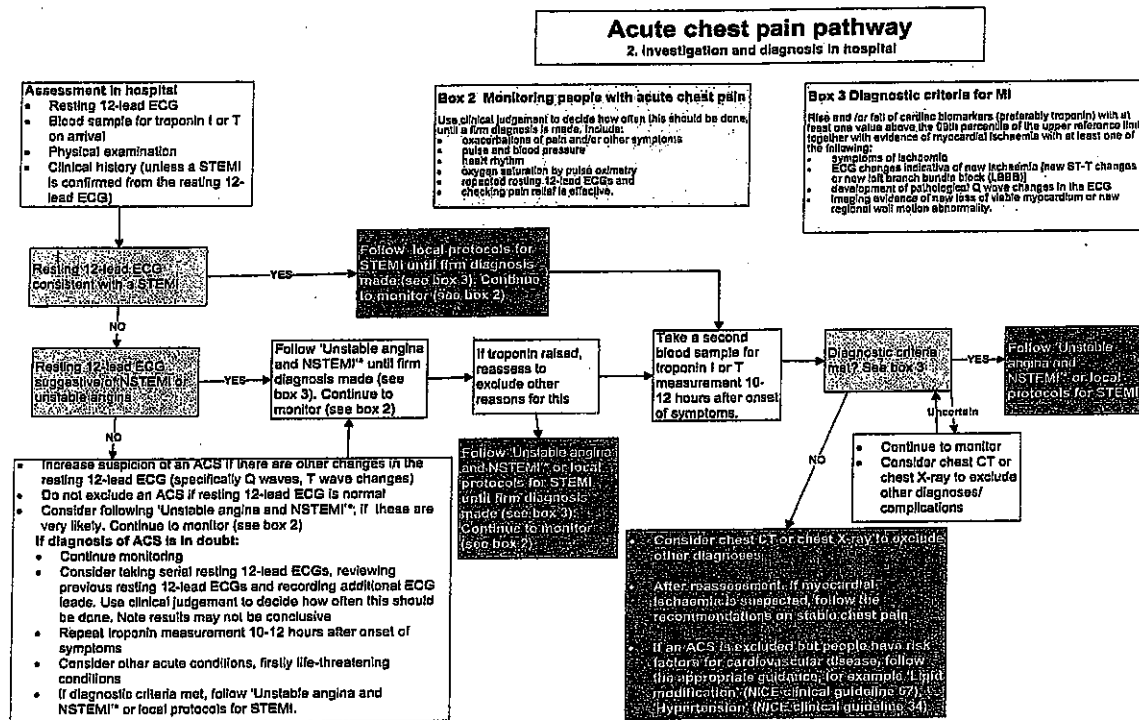 Acute chest pain pathway
2. Investigation and diagnosis in hospital
Assessment in hospital
• Resting 12-lead ECG
• Blood sample for troponin I or T
on arrival
• Physical examination
• Clinical history (unless a STEMI
is confirmed from the resting 12-
lead ECG)
Box 2 Monitoring people with acute chest pain
Use clinical judgement to decide how often this should be done,
until a firm diagnosis is made. Include:
• exacerbations of pain and/or other symptoms
• pulse and blood pressure
• heart rhythm
• oxygen saturation by pulse oximetry
• repeated resting 12-lead ECGs and
• checking pain relief is effective.
Box 3 Diagnostic criteria for MI
Rise and /or fall of cardiac biomarkers (preferably troponin) with at
least one value above the 99th percentile of the upper reference limit
together with evidence of myocardial ischaemia with at least one of
the following:
• symptoms of ischaemia
• ECG changes indicative of new ischaemia (new ST-T changes
or new left branch bundle block (LBBB))
• development of pathological Q wave changes in the ECG
• imaging evidence of new loss of viable myocardium or new
regional wall motion abnormality.
Resting 12-lead ECG
consistent with a STEMI
YES
Follow local protocols for
STEMI until firm diagnosis
made (see box 3). Continue
to monitor (see box 2)
NO
Resting 12-lead ECG
suggestive of NSTEMI or
unstable angina
YES
Follow 'Unstable angina
and NSTEMI'* until firm
diagnosis made (see
box 3). Continue to
monitor (see box 2)
If troponin raised,
reassess to
exclude other
reasons for this
Take a second
blood sample for
troponin I or T
measurement 10-
12 hours after onset
of symptoms.
Diagnostic criteria
met? See box 3
YES
Follow 'Unstable
angina and
NSTEMI'* or local
protocols for STEMI
Uncertain
• Continue to monitor
• Consider chest CT or
chest X-ray to exclude
other diagnoses/
complications
NO
NO
Follow 'Unstable angina
and NSTEMI'* or local
protocols for STEMI
until firm diagnosis
made (see box 3).
Continue to monitor
(see box 2)
• Increase suspicion of an ACS if there are other changes in the
resting 12-lead ECG (specifically Q waves, T wave changes)
• Do not exclude an ACS if resting 12-lead ECG is normal
• Consider following 'Unstable angina and NSTEMI'*; if these are
very likely. Continue to monitor (see box 2)
If diagnosis of ACS is in doubt:
• Continue monitoring
• Consider taking serial resting 12-lead ECGs, reviewing
previous resting 12-lead ECGs and recording additional ECG
leads. Use clinical judgement to decide how often this should
be done. Note results may not be conclusive
• Repeat troponin measurement 10-12 hours after onset of
symptoms
• Consider other acute conditions, firstly life-threatening
conditions
• If diagnostic criteria met, follow 'Unstable angina and
NSTEMI'* or local protocols for STEMI.
• Consider chest CT or chest X-ray to exclude
other diagnoses
• After reassessment, if myocardial
ischaemia is suspected, follow the
recommendations on stable chest pain
• If an ACS is excluded but people have risk
factors for cardiovascular disease, follow
the appropriate guidance, for example 'Lipid
modification' (NICE clinical guideline 67),
'Hypertension' (NICE clinical guideline 34)